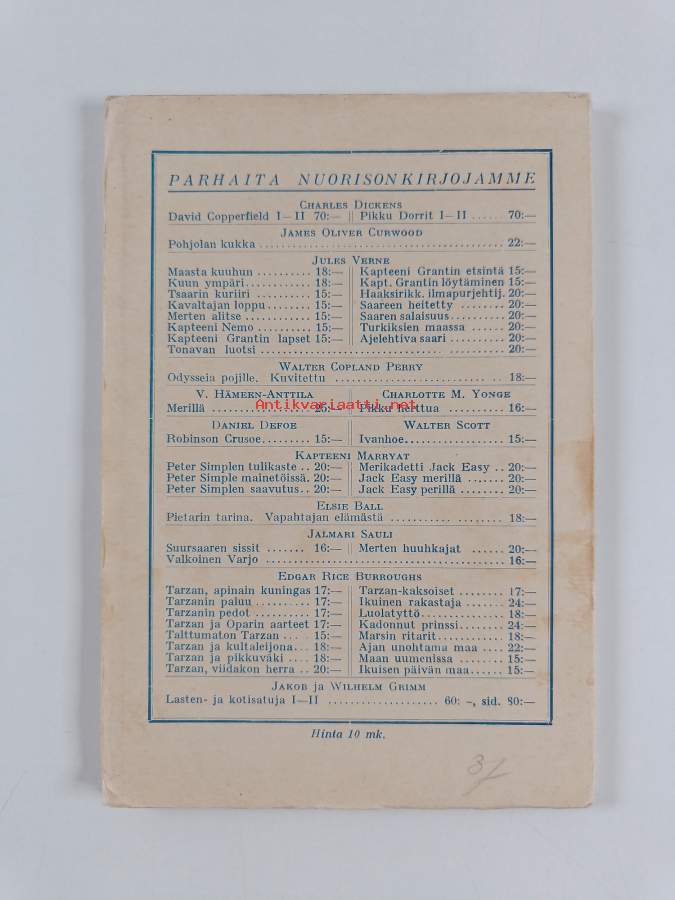 PARHAITA NUORISONKIRJOJAMME
CHARLES DICKENS
David Copperfield I—II 70:— Pikku Dorrit I—II ...... 70:—
JAMES OLIVER CURWOOD
Pohjolan kukka ............................................ 22:—
JULES VERNE
Maasta kuuhun .......... 18:— Kapteeni Grantin etsintä 15:—
Kuun ympäri ............ 18:— Kapt. Grantin löytäminen 15:—
Tsaarin kuriiri ......... 15:— Haaksirikk. ilmapurjehtij. 20:—
Kavaltajan loppu ........ 15:— Saareen heitetty ........ 20:—
Merten alitse ............ 15:— Saaren salaisuus ......... 20:—
Kapteeni Nemo .......... 15:— Turkiksien maassa ...... 20:—
Kapteeni Grantin lapset 15:— Ajelehtiva saari ......... 20:—
Tonavan luotsi ............................................ 20:—
WALTER COPLAND PERRY
Odysseia pojille. Kuvitettu .............................. 18:—
V. HÄMEEN-ANTTILA CHARLOTTE M. YONGE
Merillä .................. 25:— Pikku herttua .......... 16:—
Antikvariaatti.net
DANIEL DEFOE WALTER SCOTT
Robinson Crusoe......... 15:— Ivanhoe.................. 15:—
KAPTEENI MARRYAT
Peter Simplen tulikaste .. 20:— Merikadetti Jack Easy .. 20:—
Peter Simple mainetöissä. 20:— Jack Easy merillä ....... 20:—
Peter Simplen saavutus .. 20:— Jack Easy perillä ........ 20:—
ELSIE BALL
Pietarin tarina. Vapahtajan elämästä .................... 18:—
JALMARI SAULI
Suursaaren sissit ....... 16:— Merten huuhkajat ...... 20:—
Valkoinen Varjo .......................................... 16:—
EDGAR RICE BURROUGHS
Tarzan, apinain kuningas 17:— Tarzan-kaksoiset ........ 17:—
Tarzanin paluu .......... 17:— Ikuinen rakastaja ....... 24:—
Tarzanin pedot .......... 17:— Luolatyttö............... 18:—
Tarzan ja Oparin aarteet 17:— Kadonnut prinssi........ 24:—
Talttumaton Tarzan ... 15:— Marsin ritarit ........... 18:—
Tarzan ja kultaleijona... 18:— Ajan unohtama maa .... 22:—
Tarzan ja pikkuväki .... 18:— Maan uumenissa ........ 15:—
Tarzan, viidakon herra .. 20:— Ikuisen päivän maa..... 15:—
JAKOB JA WILHELM GRIMM
Lasten- ja kotisatuja I—II .................... 60: –, sid. 80:—
Hinta 10 mk.